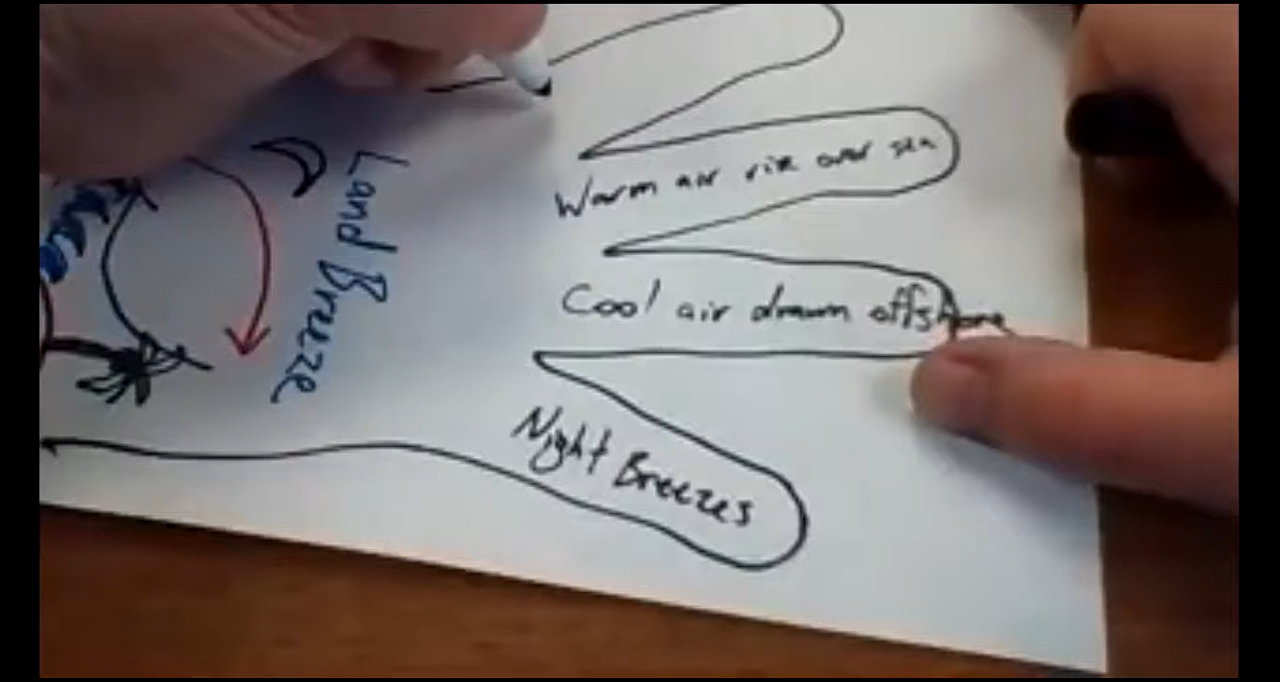 Warm air rise over sea
Cool air drawn offshore
Night Breezes
Land Breeze